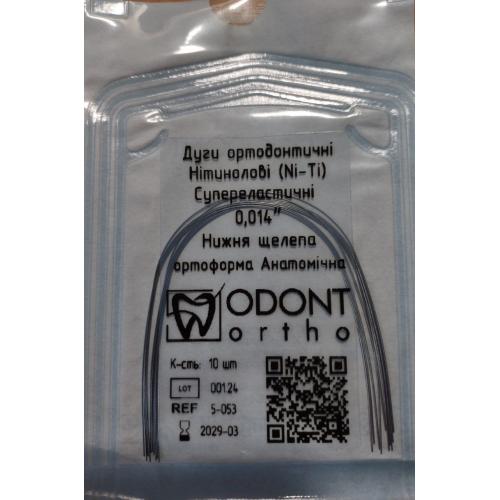 Дуги ортодонтичні
Нітинолові (Ni-Ti)
Супереластичні
0,014"
Нижня щелепа
ортоформа Анатомічна
ODONT
ortho
К-сть: 10 шт
LOT 00124
REF 5-053
2029-03